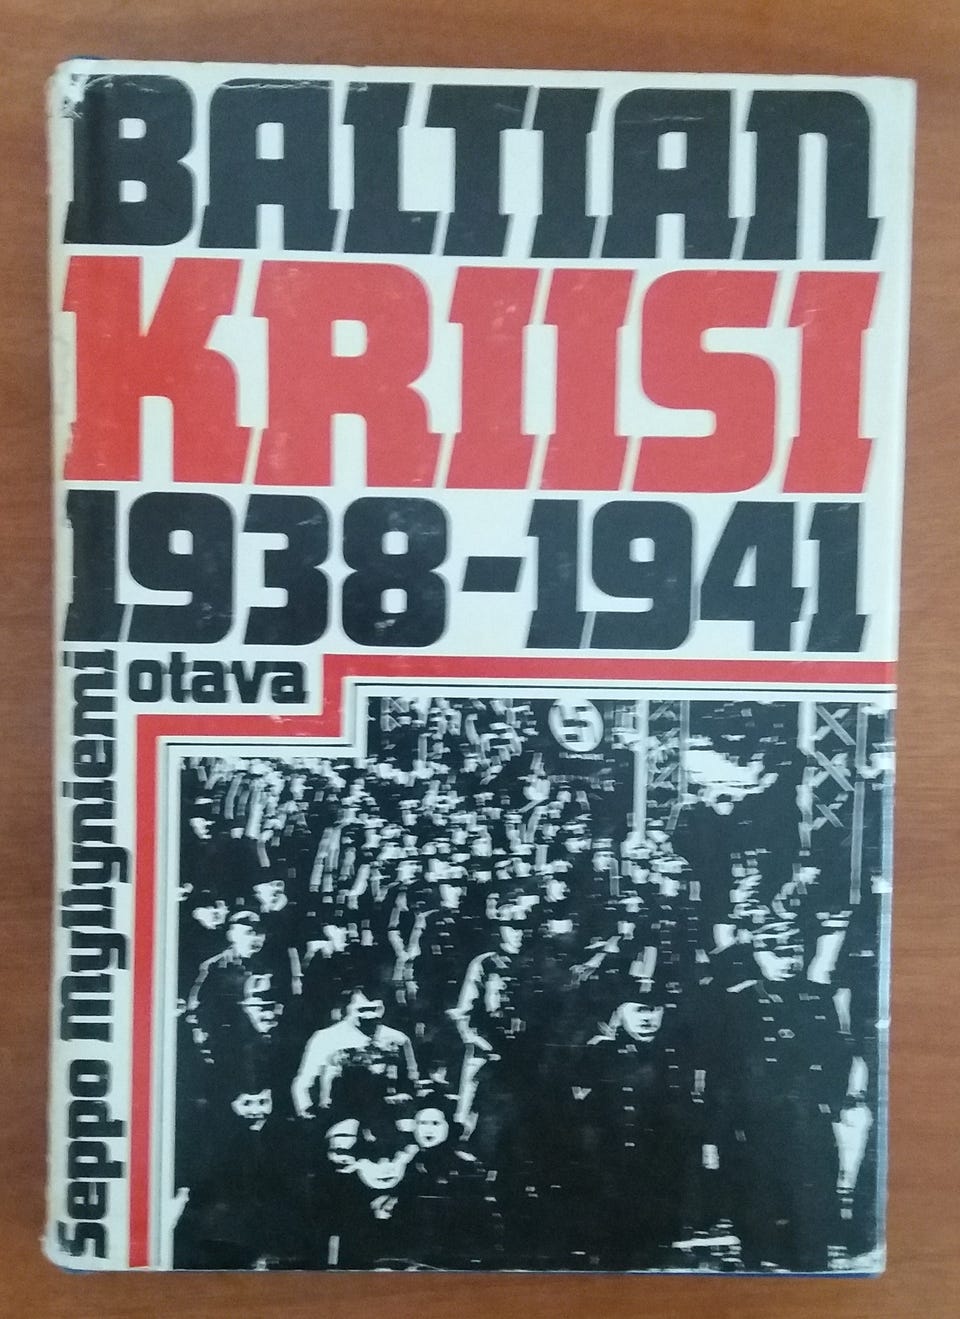 BALTIAN
KRIISI
1938-1941
otava
Seppo myllyniemi